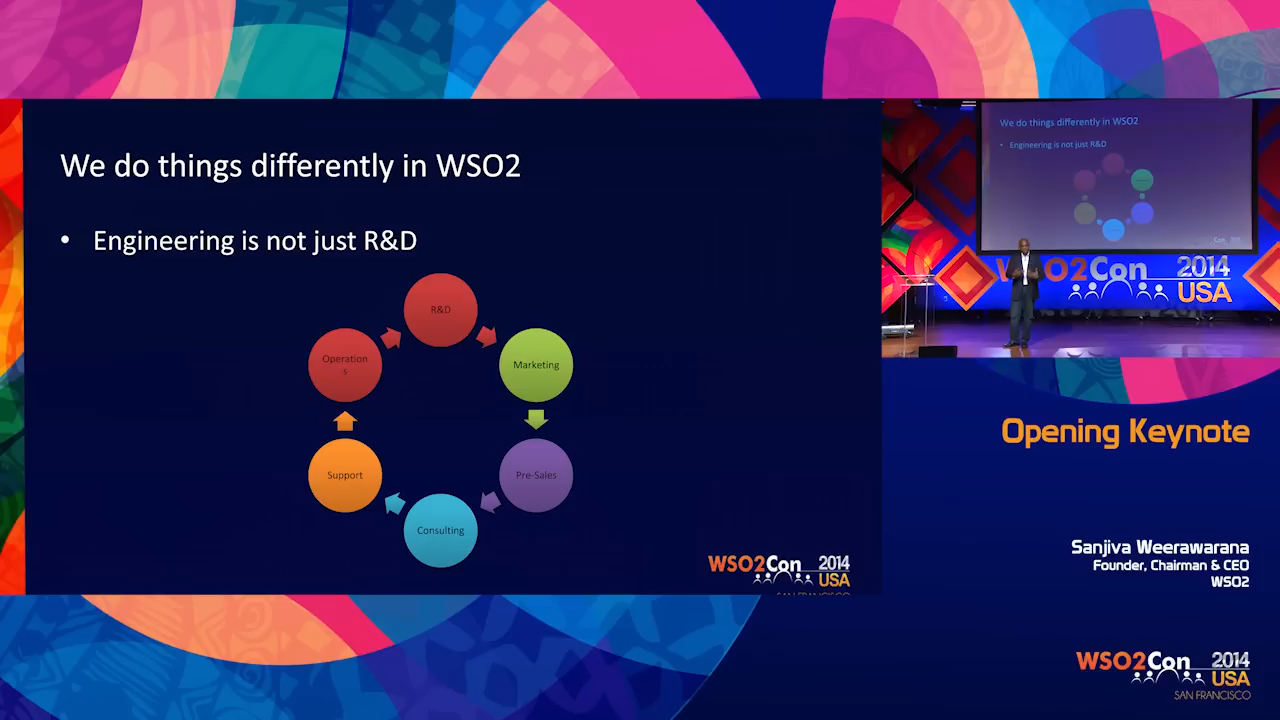 We do things differently in WSO2
• Engineering is not just R&D
R&D
Marketing
Pre-Sales
Consulting
Support
Operation
s
WSO2Con 2014
USA
SAN FRANCISCO
We do things differently in WSO2
• Engineering is not just R&D
WSO2Con 2014
USA
Opening Keynote
Sanjiva Weerawarana
Founder, Chairman & CEO
WSO2
WSO2Con 2014
USA
SAN FRANCISCO